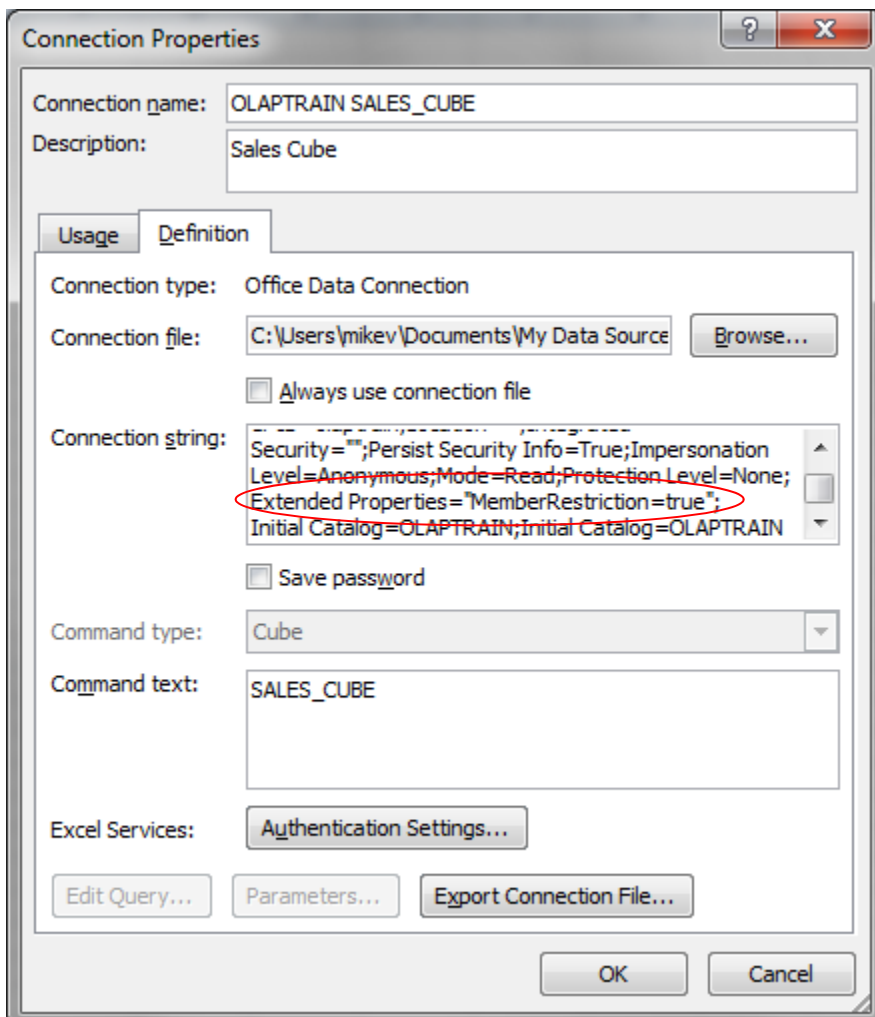 Connection Properties
Connection name: OLAPTRAIN SALES_CUBE
Description: Sales Cube
Usage Definition
Connection type: Office Data Connection
Connection file: C:\Users\mikev\Documents\My Data Source Browse...
Always use connection file
Connection string:
Security="";Persist Security Info=True;Impersonation
Level=Anonymous;Mode=Read;Protection Level=None;
Extended Properties="MemberRestriction=true";
Initial Catalog=OLAPTRAIN;Initial Catalog=OLAPTRAIN
Save password
Command type: Cube
Command text: SALES_CUBE
Excel Services: Authentication Settings...
Edit Query... Parameters... Export Connection File...
OK Cancel